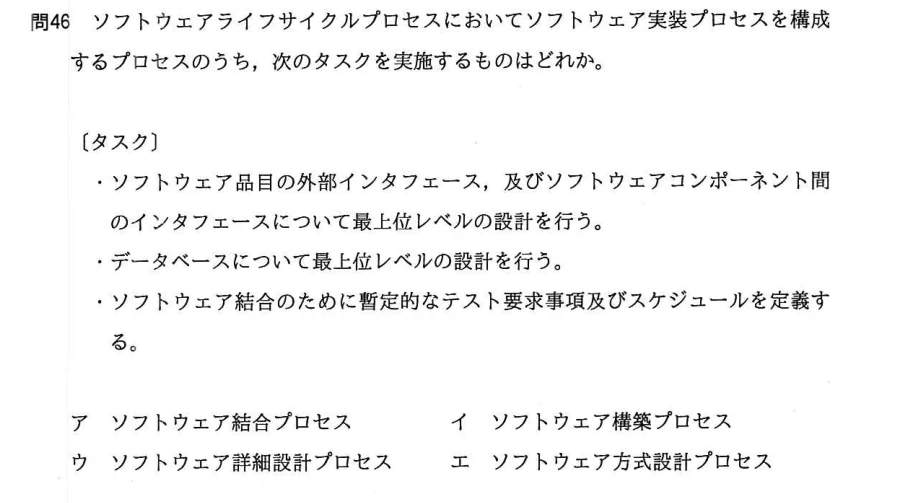 問46 ソフトウェアライフサイクルプロセスにおいてソフトウェア実装プロセスを構成
するプロセスのうち，次のタスクを実施するものはどれか。
〔タスク〕
・ソフトウェア品目の外部インタフェース，及びソフトウェアコンポーネント間
のインタフェースについて最上位レベルの設計を行う。
・データベースについて最上位レベルの設計を行う。
・ソフトウェア結合のために暫定的なテスト要求事項及びスケジュールを定義す
る。
ア ソフトウェア結合プロセス イ ソフトウェア構築プロセス
ウ ソフトウェア詳細設計プロセス エ ソフトウェア方式設計プロセス